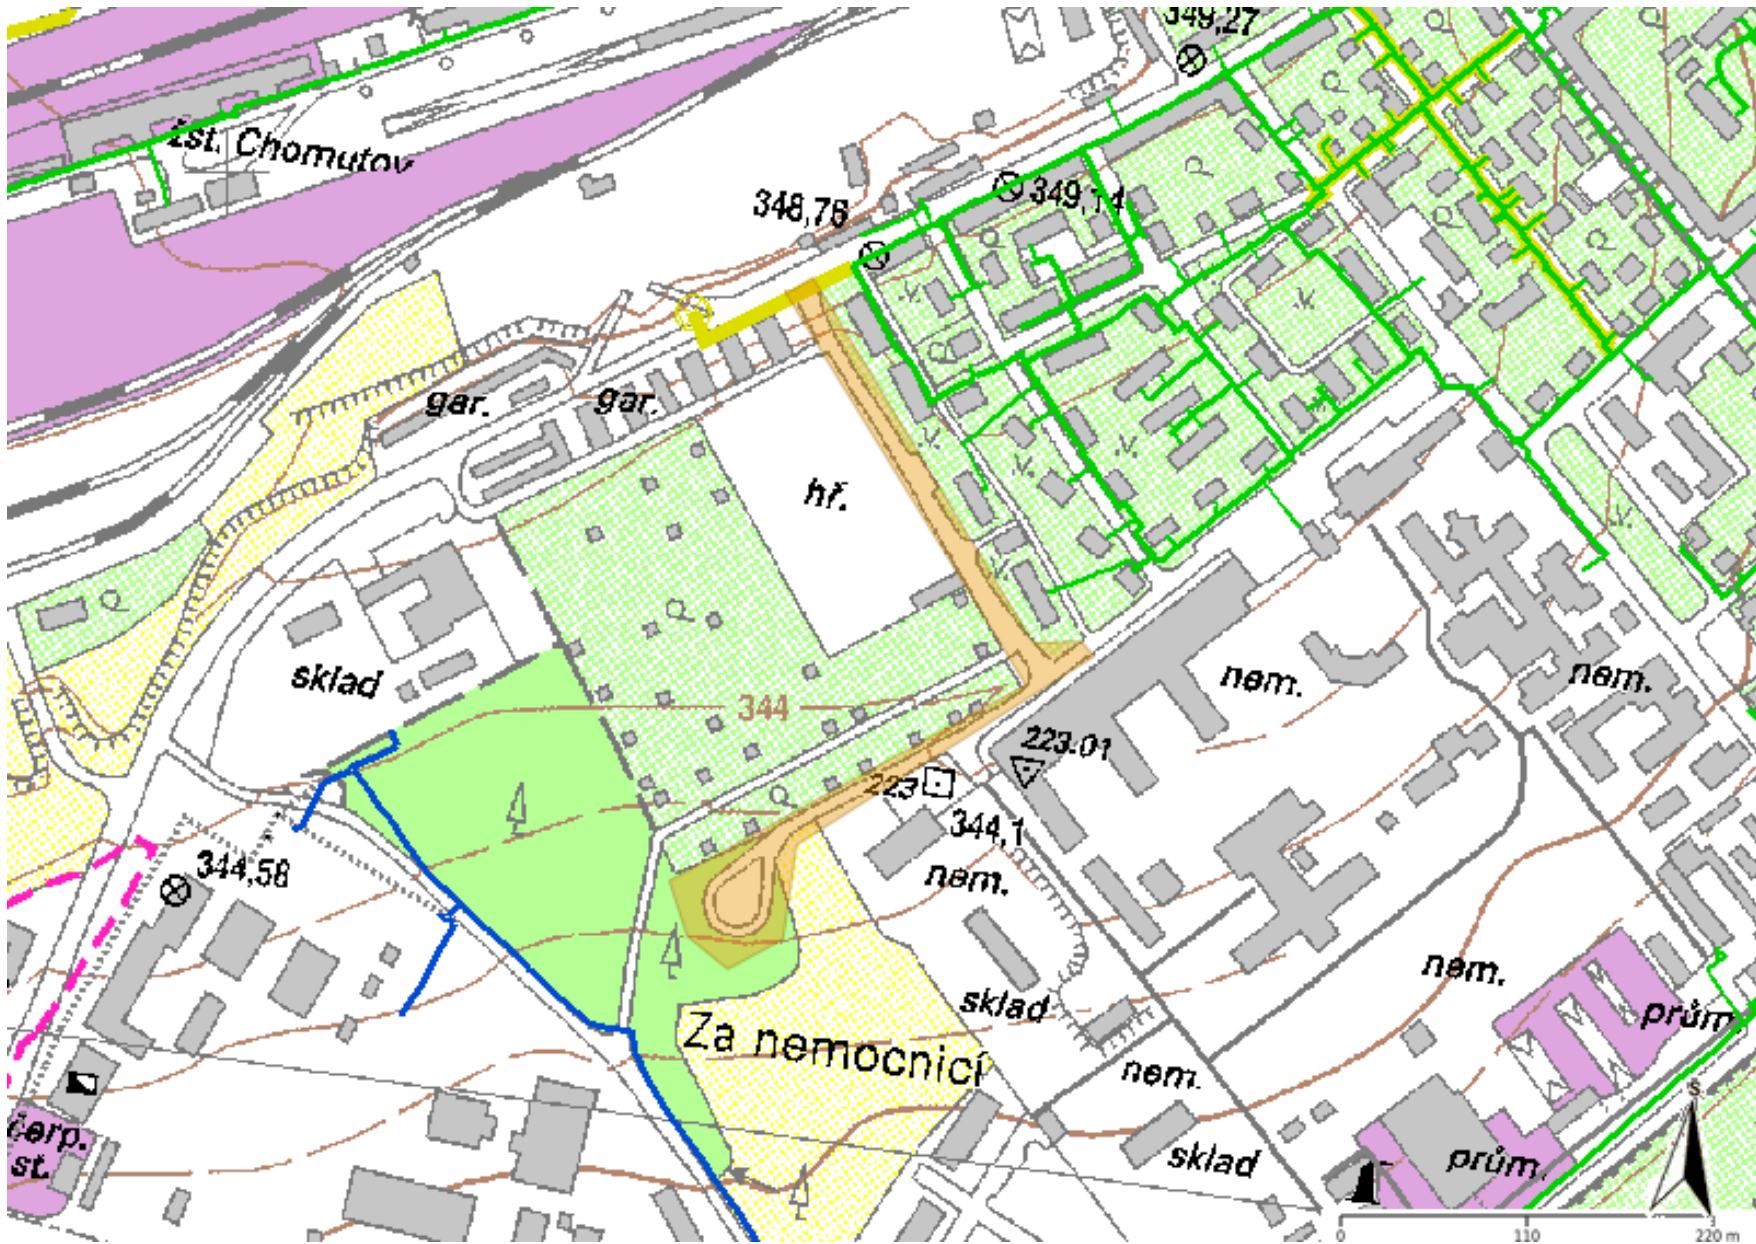 349,27
žst. Chomutov
348,76
349,14
gar.
gar.
hř.
sklad
344
nem.
nem.
223.01
223
344,1
344,58
nem.
nem.
sklad
prům.
Za nemocnicí
nem.
čerp.
st.
sklad
prům.
S
0
110
220 m